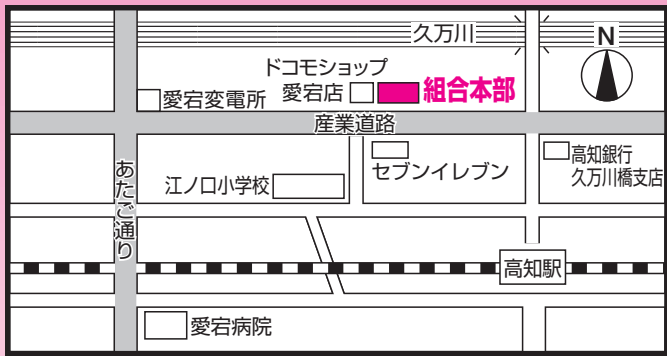 久万川
N
ドコモショップ
愛宕店
組合本部
愛宕変電所
産業道路
あたご通り
江ノ口小学校
セブンイレブン
高知銀行
久万川橋支店
高知駅
愛宕病院